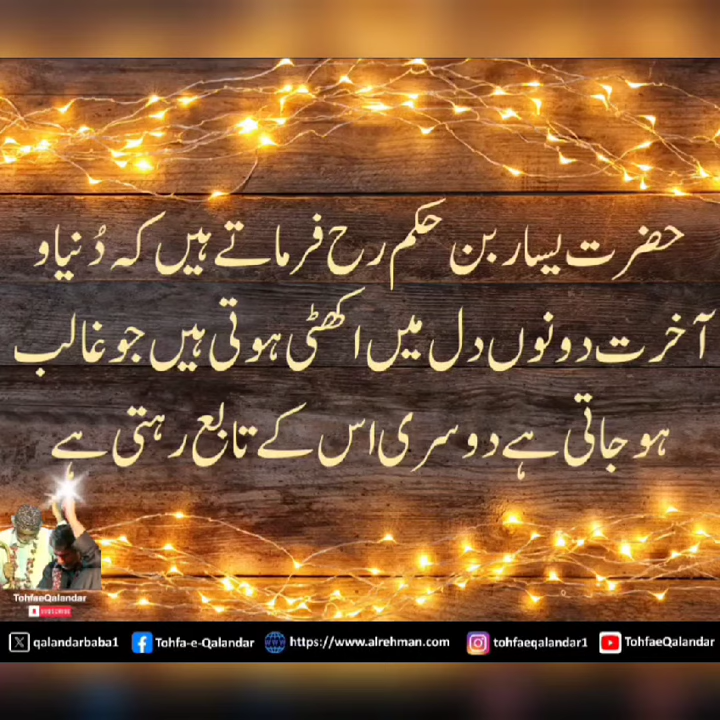 حضرت یسار بن حکم رح فرماتے ہیں کہ دُنیا و
آخرت دونوں دل میں اکھٹی ہوتی ہیں جو غالب
ہو جاتی ہے دوسری اس کے تابع رہتی ہے
TohfaeQalandar
SUBSCRIBE
qalandarbaba1 Tohfa-e-Qalandar https://www.alrehman.com tohfaeqalandar1 TohfaeQalandar